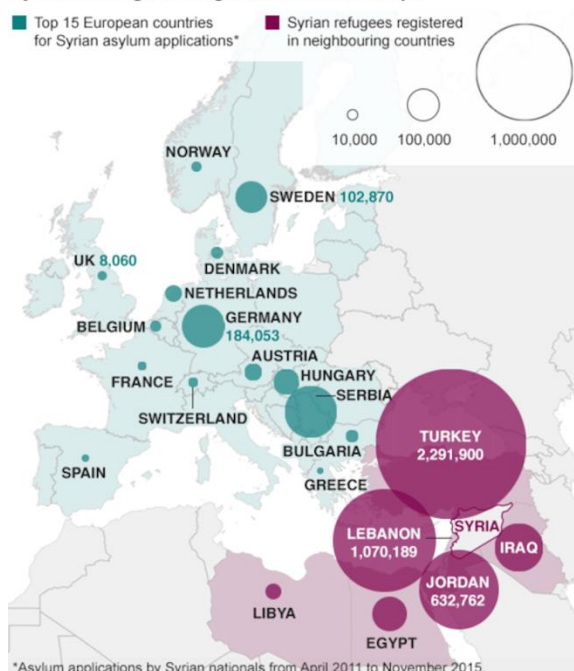 Top 15 European countries
for Syrian asylum applications*
Syrian refugees registered
in neighbouring countries
10,000
100,000
1,000,000
NORWAY
SWEDEN 102,870
UK 8,060
DENMARK
NETHERLANDS
GERMANY
184,053
BELGIUM
AUSTRIA
HUNGARY
FRANCE
SERBIA
SWITZERLAND
TURKEY
2,291,900
BULGARIA
SPAIN
GREECE
SYRIA
LEBANON
1,070,189
IRAQ
JORDAN
632,762
LIBYA
EGYPT
*Asylum applications by Syrian nationals from April 2011 to November 2015